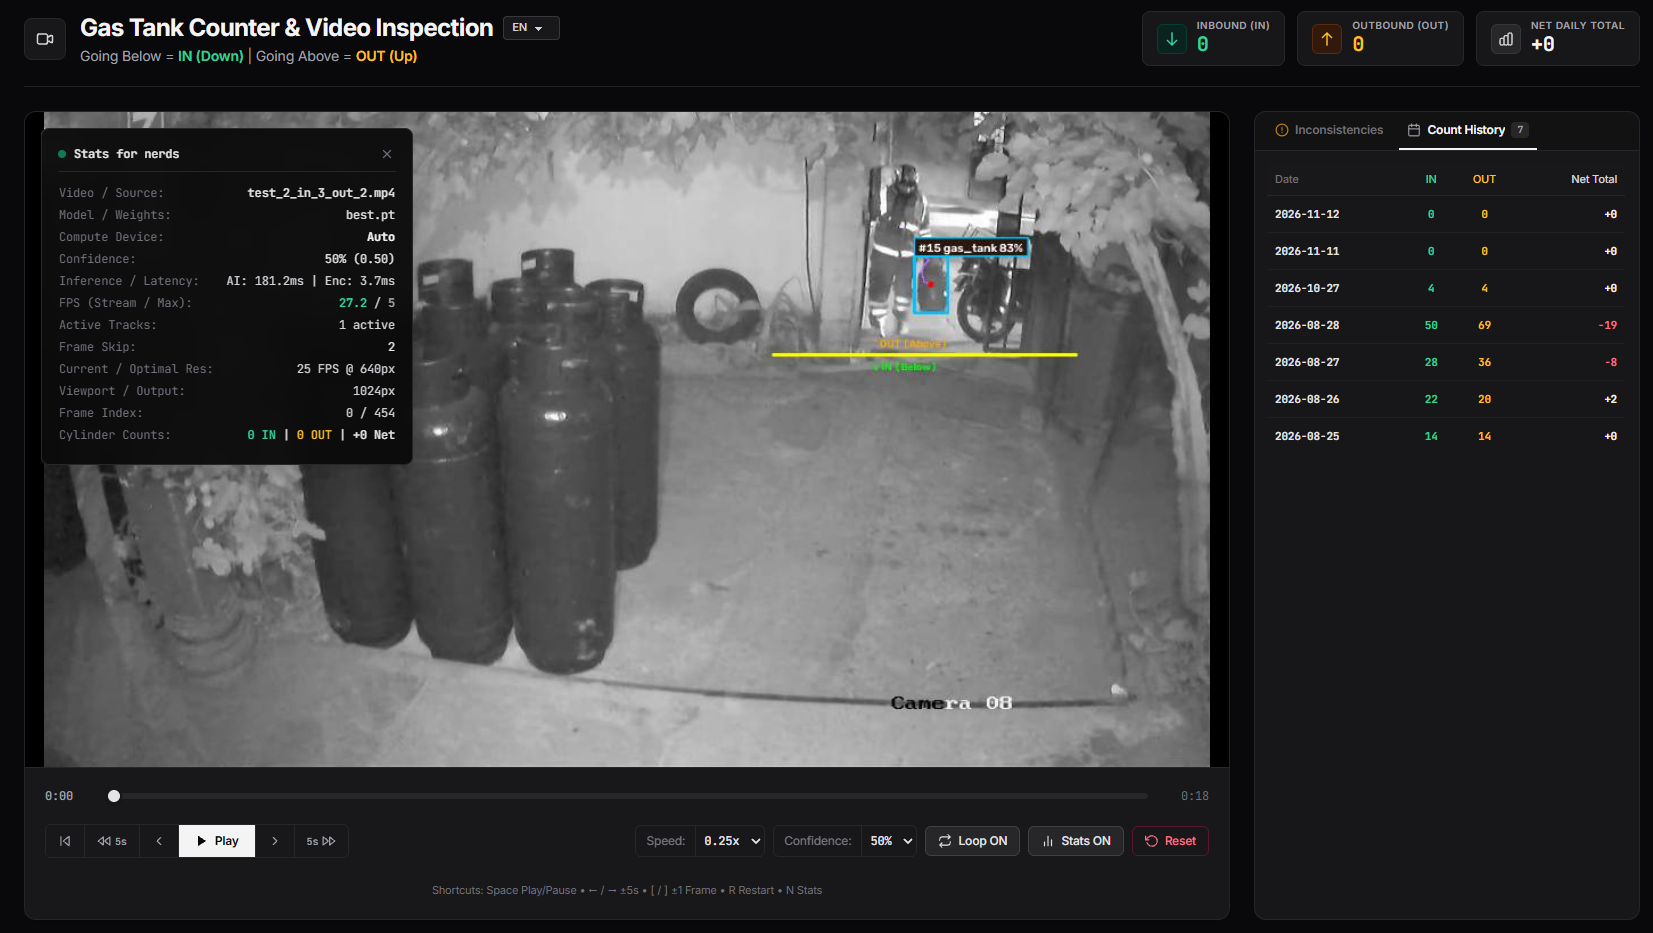 Gas Tank Counter & Video Inspection
EN
Going Below = IN (Down) | Going Above = OUT (Up)
INBOUND (IN)
0
OUTBOUND (OUT)
0
NET DAILY TOTAL
+0
Stats for nerds
Video / Source: test_2_in_3_out_2.mp4
Model / Weights: best.pt
Compute Device: Auto
Confidence: 50% (0.50)
Inference / Latency: AI: 181.2ms | Enc: 3.7ms
FPS (Stream / Max): 27.2 / 5
Active Tracks: 1 active
Frame Skip: 2
Current / Optimal Res: 25 FPS @ 640px
Viewport / Output: 1024px
Frame Index: 0 / 454
Cylinder Counts: 0 IN | 0 OUT | +0 Net
#15 gas_tank 83%
OUT (Above)
IN (Below)
Camera 08
0:00
0:18
5s
Play
5s
Speed: 0.25x
Confidence: 50%
Loop ON
Stats ON
Reset
Shortcuts: Space Play/Pause • ← / → ±5s • [ / ] ±1 Frame • R Restart • N Stats
Inconsistencies
Count History 7
Date IN OUT Net Total
2026-11-12 0 0 +0
2026-11-11 0 0 +0
2026-10-27 4 4 +0
2026-08-28 50 69 -19
2026-08-27 28 36 -8
2026-08-26 22 20 +2
2026-08-25 14 14 +0